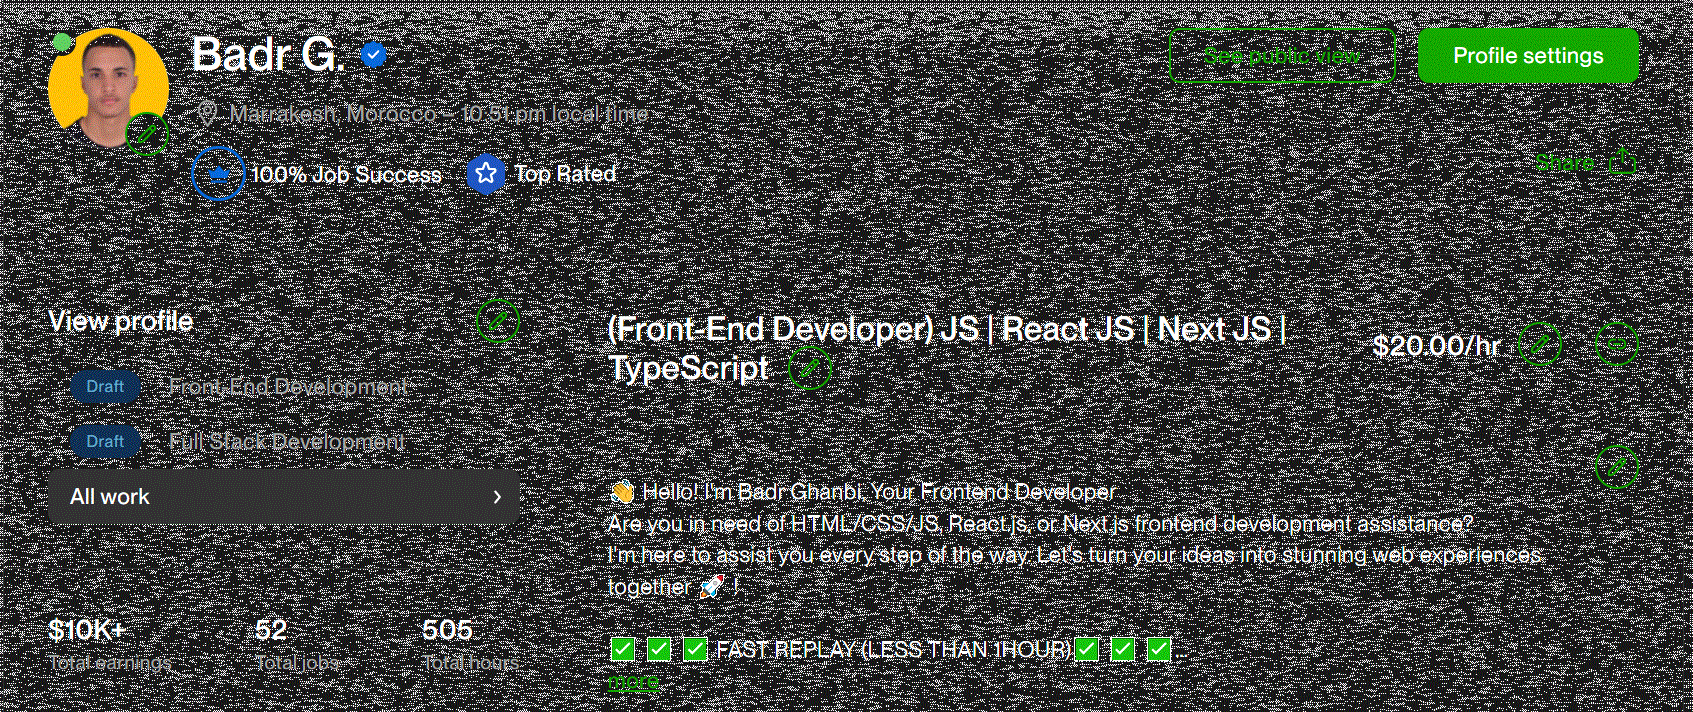 Badr G.
Marrakesh, Morocco – 10:51 pm local time
100% Job Success
Top Rated
See public view
Profile settings
Share
View profile
Draft Front-End Development
Draft Full Stack Development
All work
$10K+ 52 505
Total earnings Total jobs Total hours
(Front-End Developer) JS | React JS | Next JS |
TypeScript
$20.00/hr
👋 Hello! I'm Badr Ghanbi, Your Frontend Developer
Are you in need of HTML/CSS/JS, React.js, or Next.js frontend development assistance?
I'm here to assist you every step of the way. Let's turn your ideas into stunning web experiences
together 🚀 !
✅ ✅ ✅ FAST REPLAY (LESS THAN 1HOUR) ✅ ✅ ✅ ...
more